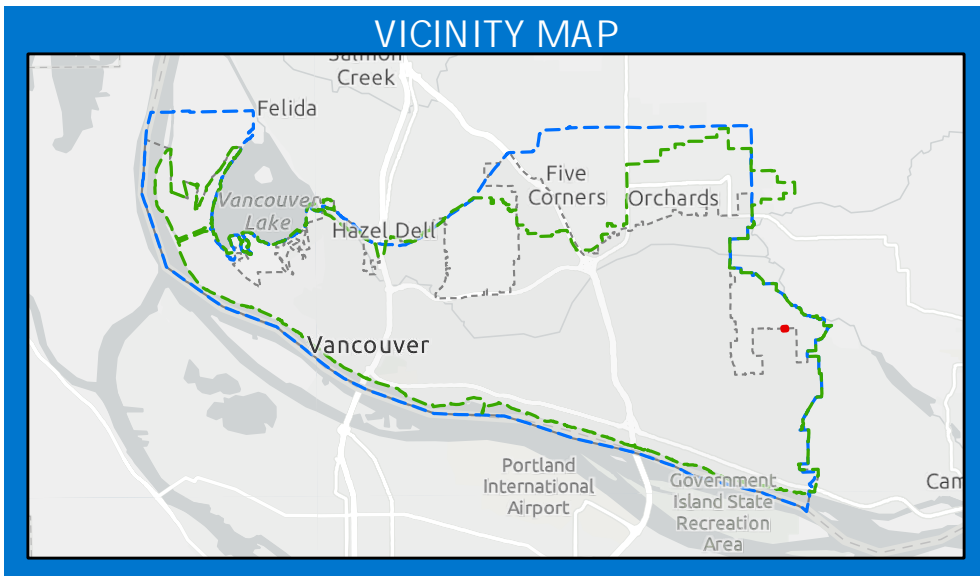 VICINITY MAP
Salmon
Creek
Felida
Vancouver
Lake
Hazel Dell
Five
Corners
Orchards
Vancouver
Portland
International
Airport
Government
Island State
Recreation
Area
Cam